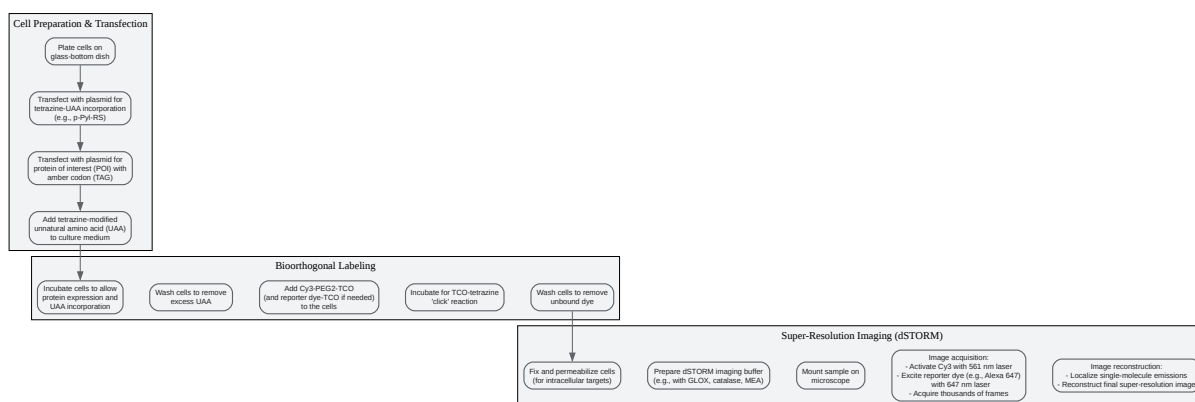 Cell Preparation & Transfection
Plate cells on
glass-bottom dish
Transfect with plasmid for
tetrazine-UAA incorporation
(e.g., p-Pyl-RS)
Transfect with plasmid for
protein of interest (POI) with
amber codon (TAG)
Add tetrazine-modified
unnatural amino acid (UAA)
to culture medium
Bioorthogonal Labeling
Incubate cells to allow
protein expression and
UAA incorporation
Wash cells to remove
excess UAA
Add Cy3-PEG2-TCO
(and reporter dye-TCO if needed)
to the cells
Incubate for TCO-tetrazine
'click' reaction
Wash cells to remove
unbound dye
Super-Resolution Imaging (dSTORM)
Fix and permeabilize cells
(for intracellular targets)
Prepare dSTORM imaging buffer
(e.g., with GLOX, catalase, MEA)
Mount sample on
microscope
Image acquisition:
- Activate Cy3 with 561 nm laser
- Excite reporter dye (e.g., Alexa 647)
with 647 nm laser
- Acquire thousands of frames
Image reconstruction:
- Localize single-molecule emissions
- Reconstruct final super-resolution image